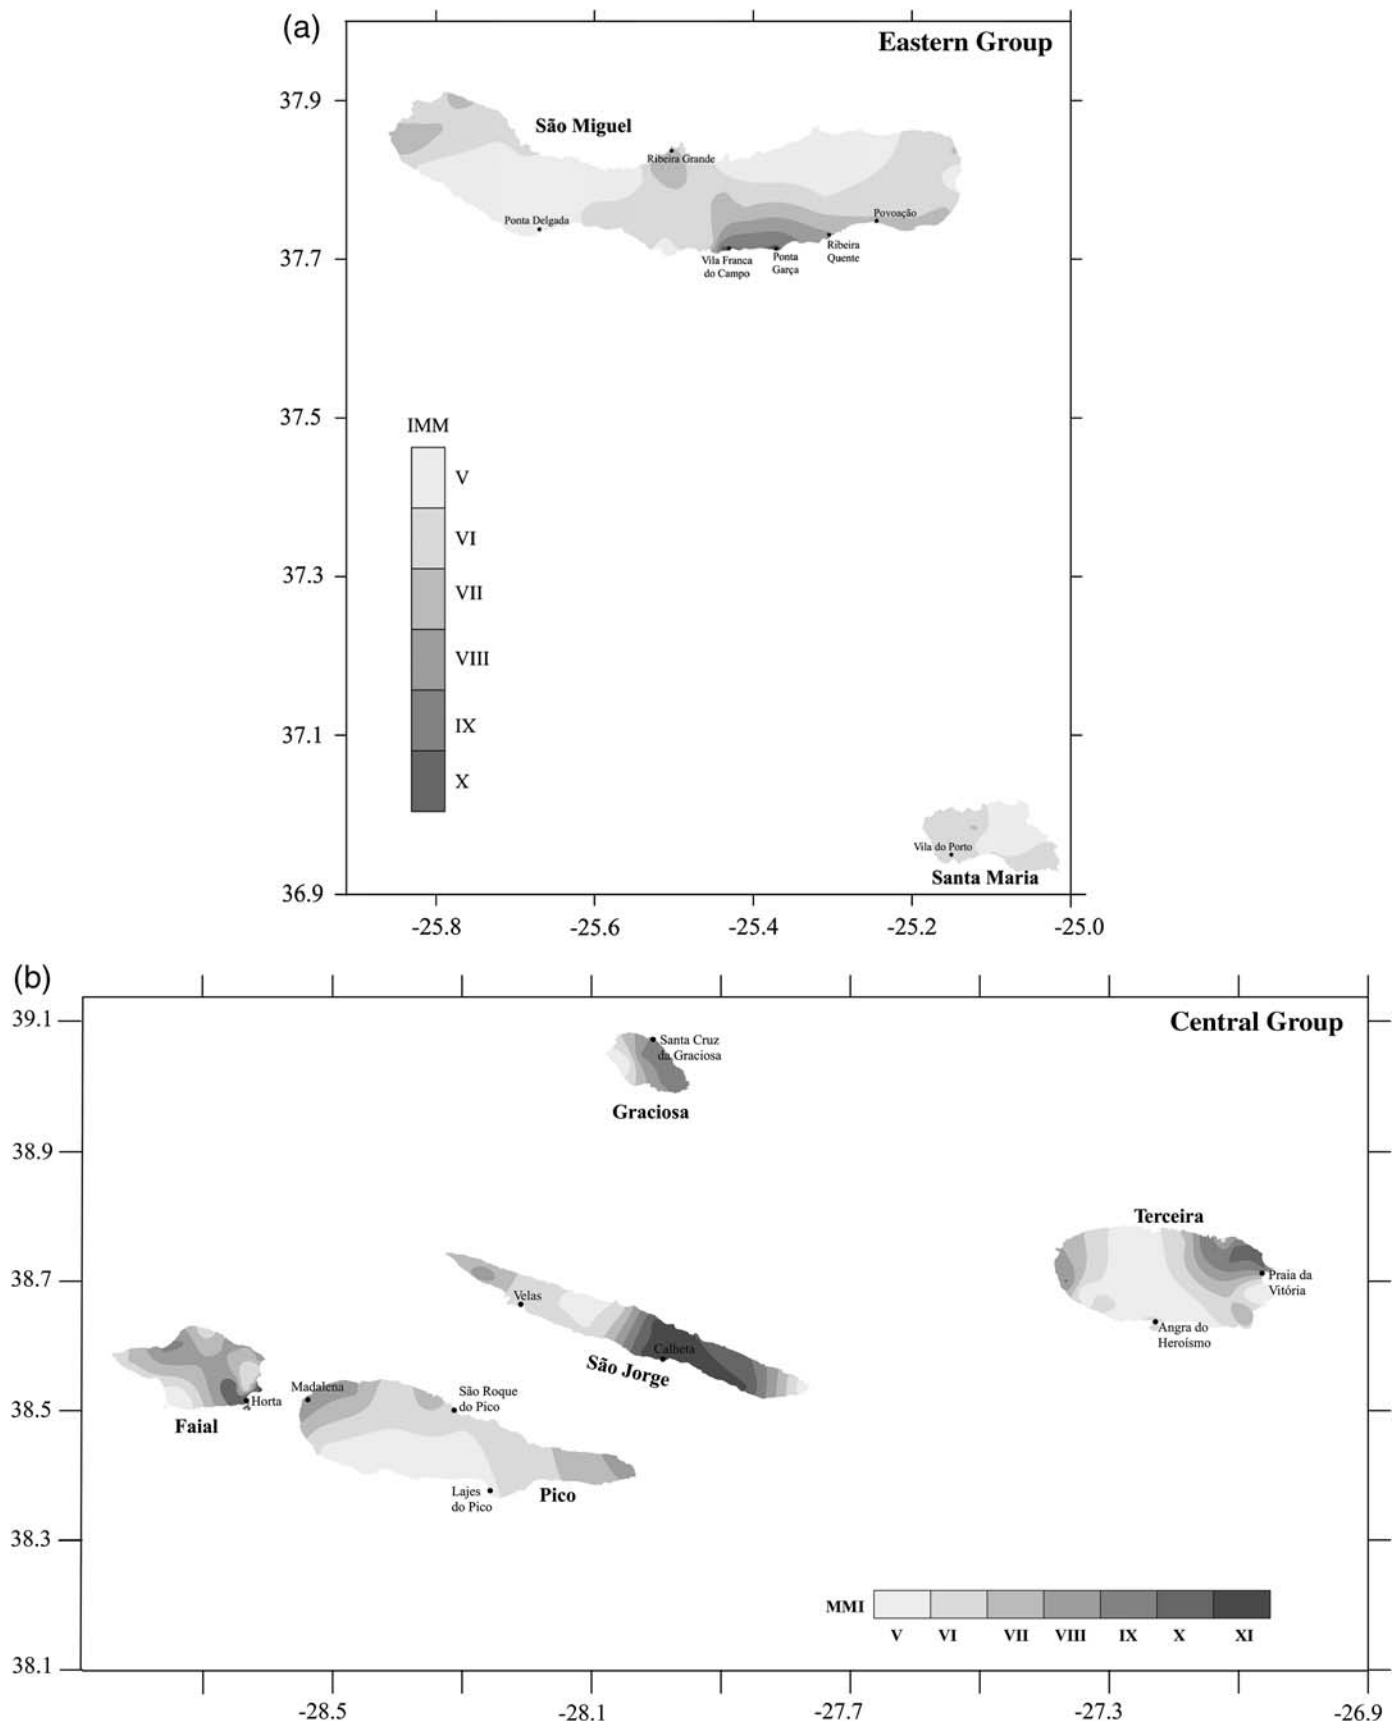 (a)
Eastern Group
37.9
São Miguel
Ribeira Grande
Ponta Delgada
Povoação
Ribeira
Quente
Vila Franca
do Campo
Ponta
Garça
37.7
37.5
IMM
V
VI
VII
VIII
IX
X
37.3
37.1
Vila do Porto
Santa Maria
36.9
-25.8
-25.6
-25.4
-25.2
-25.0
(b)
39.1
Central Group
Santa Cruz
da Graciosa
Graciosa
38.9
Terceira
38.7
Praia da
Vitória
Velas
Angra do
Heroísmo
Calheta
São Jorge
Madalena
São Roque
do Pico
Horta
38.5
Faial
Lajes
do Pico
Pico
38.3
MMI
V
VI
VII
VIII
IX
X
XI
38.1
-28.5
-28.1
-27.7
-27.3
-26.9